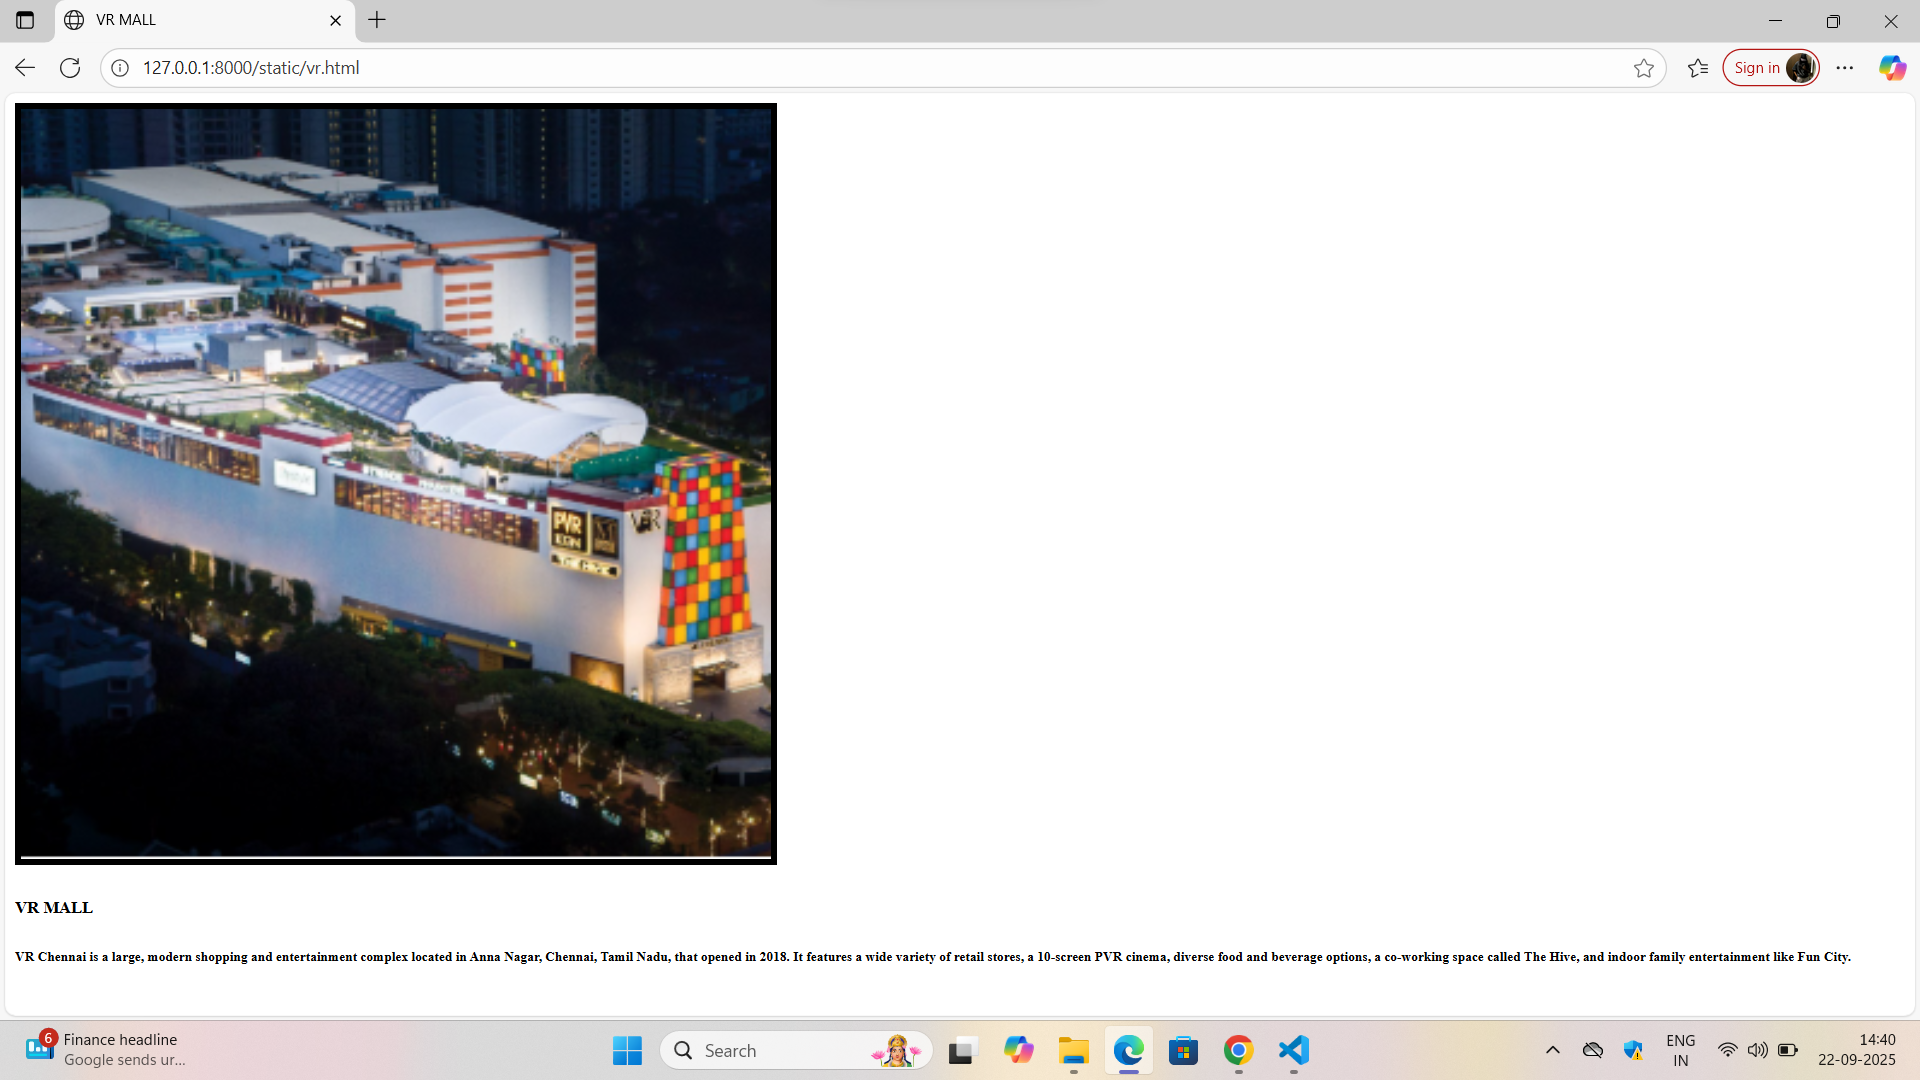 VR MALL
127.0.0.1:8000/static/vr.html
Sign in
PVR
VR
VR MALL
VR Chennai is a large, modern shopping and entertainment complex located in Anna Nagar, Chennai, Tamil Nadu, that opened in 2018. It features a wide variety of retail stores, a 10-screen PVR cinema, diverse food and beverage options, a co-working space called The Hive, and indoor family entertainment like Fun City.
6
Finance headline
Google sends ur...
Search
ENG
IN
14:40
22-09-2025